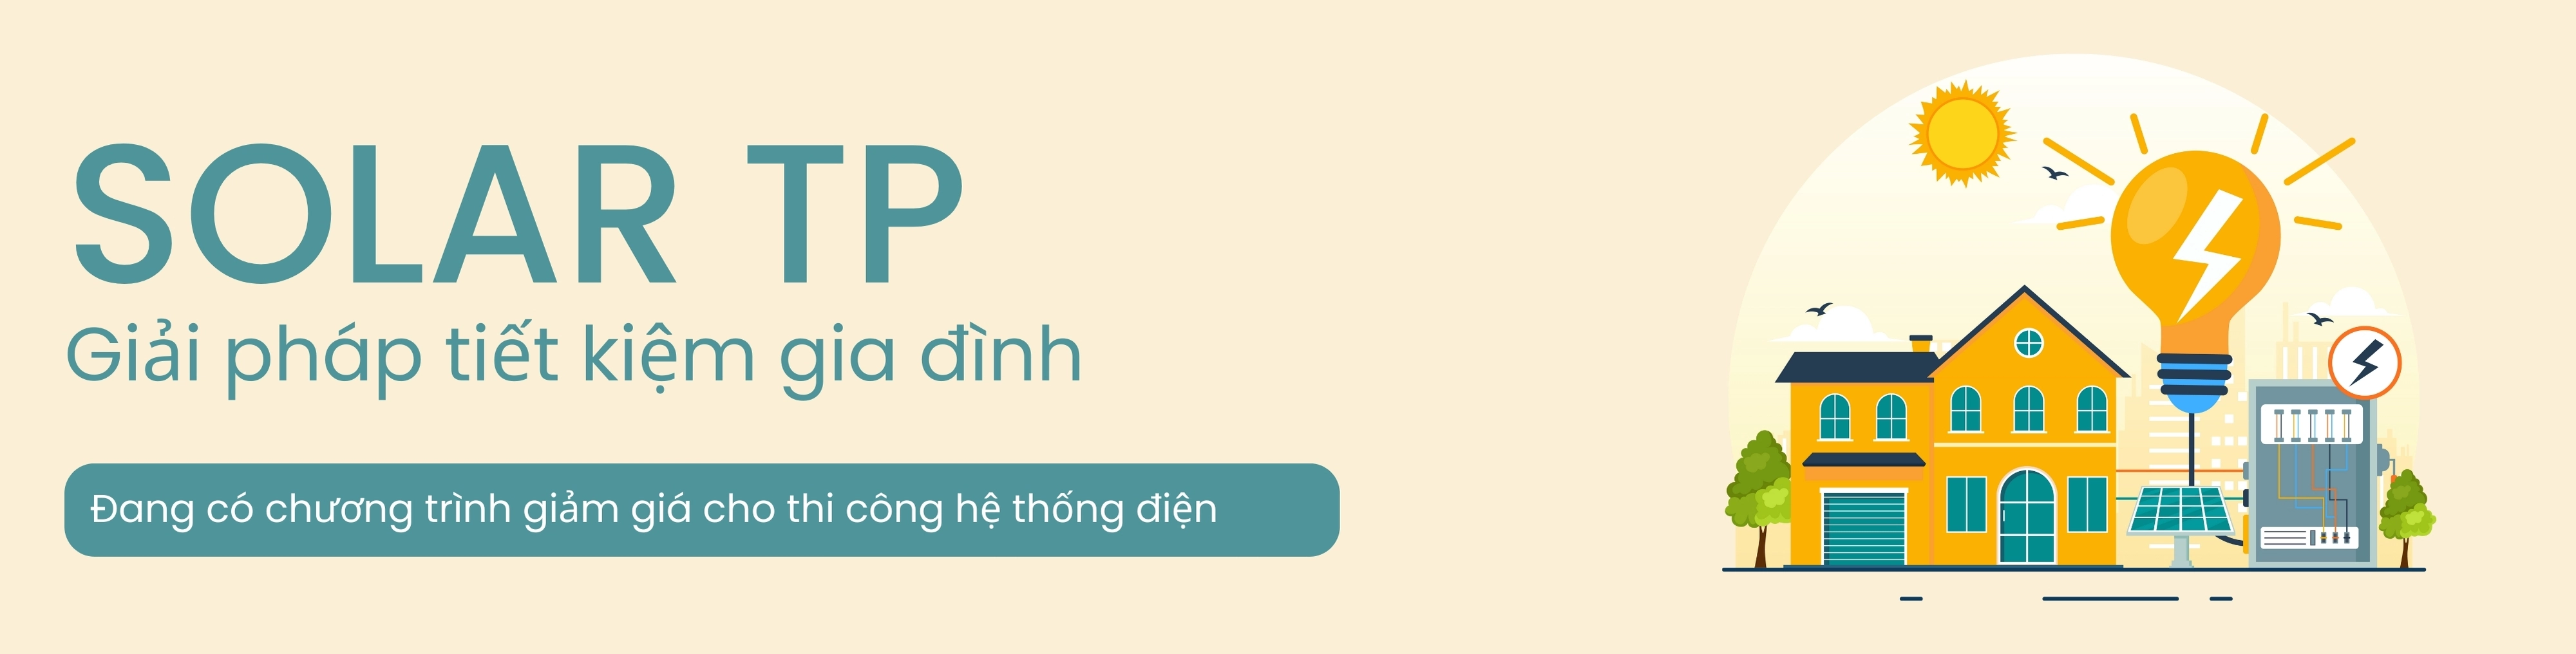 SOLAR TP
Giải pháp tiết kiệm gia đình
Đang có chương trình giảm giá cho thi công hệ thống điện